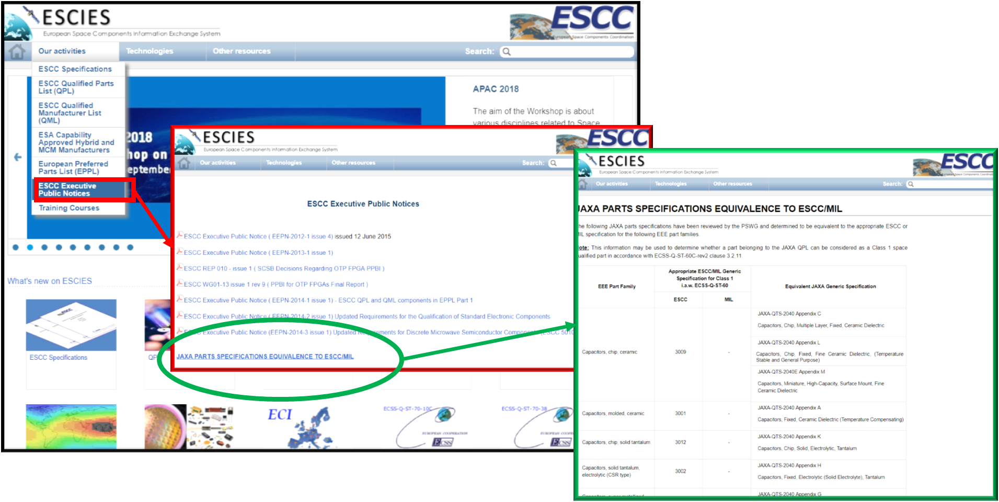 ESCIES
European Space Components Information Exchange System
ESCC
European Space Components Coordination
Our activities
Technologies
Other resources
Search:
ESCC Specifications
ESCC Qualified Parts
List (QPL)
ESCC Qualified
Manufacturer List
(QML)
ESA Capability
Approved Hybrid and
MCM Manufacturers
European Preferred
Parts List (EPPL)
ESCC Executive
Public Notices
Training Courses
2018
hop on
eptembe
APAC 2018
The aim of the Workshop is about
various disciplines related to Space
What's new on ESCIES
ESCC Specifications
QP
ECI
ECSS-Q-ST-70-10C
EUROPEAN COOPERATION
ECSS
ECSS-Q-ST-70-38
EUROPEAN COOPE
ECSS
ESCIES
European Space Components Information Exchange System
ESCC
Our activities
Technologies
Other resources
Search:
ESCC Executive Public Notices
ESCC Executive Public Notice ( EEPN-2012-1 issue 4) issued 12 June 2015
ESCC Executive Public Notice ( EEPN-2013-1 issue 1)
ESCC REP 010 - issue 1 ( SCSB Decisions Regarding OTP FPGA PPBI )
ESCC WG01-13 issue 1 rev 9 ( PPBI for OTP FPGAs Final Report )
ESCC Executive Public Notice ( EEPN-2014-1 issue 1) - ESCC QPL and QML components in EPPL Part 1
ESCC Executive Public Notice ( EEPN-2014-2 issue 1) Updated Requirements for the Qualification of Standard Electronic Components
ESCC Executive Public Notice (EEPN-2014-3 issue 1) Updated Requirements for Discrete Microwave Semiconductor Components (ESCC 5010
JAXA PARTS SPECIFICATIONS EQUIVALENCE TO ESCC/MIL
ESCIES
European Space Components Information Exchange System
ESCC
Our activities
Technologies
Other resources
Search:
JAXA PARTS SPECIFICATIONS EQUIVALENCE TO ESCC/MIL
he following JAXA parts specifications have been reviewed by the PSWG and determined to be equivalent to the appropriate ESCC or
IL specification for the following EEE part families.
ote: This information may be used to determine whether a part belonging to the JAXA QPL can be considered as a Class 1 space
ualified part in accordance with ECSS-Q-ST-60C-rev2 clause 3.2.11.
EEE Part Family
Appropriate ESCC/MIL Generic
Specification for Class 1
i.a.w. ECSS-Q-ST-60
Equivalent JAXA Generic Specification
ESCC
MIL
Capacitors, chip, ceramic
3009
-
JAXA-QTS-2040 Appendix C
Capacitors, Chip, Multiple Layer, Fixed, Ceramic Dielectric
JAXA-QTS-2040 Appendix L
Capacitors, Chip, Fixed, Fine Ceramic Dielectric, (Temperature
Stable and General Purpose)
JAXA-QTS-2040E Appendix M
Capacitors, Miniature, High-Capacity, Surface Mount, Fine
Ceramic Dielectric
Capacitors, molded, ceramic
3001
-
JAXA-QTS-2040 Appendix A
Capacitors, Fixed, Ceramic Dielectric (Temperature Compensating)
Capacitors, chip, solid tantalum
3012
-
JAXA-QTS-2040 Appendix K
Capacitors, Chip, Solid, Electrolytic, Tantalum
Capacitors, solid tantalum,
electrolytic (CSR type)
3002
-
JAXA-QTS-2040 Appendix H
Capacitors, Fixed, Electrolytic (Solid Electrolyte), Tantalum
JAXA-QTS-2040 Appendix G